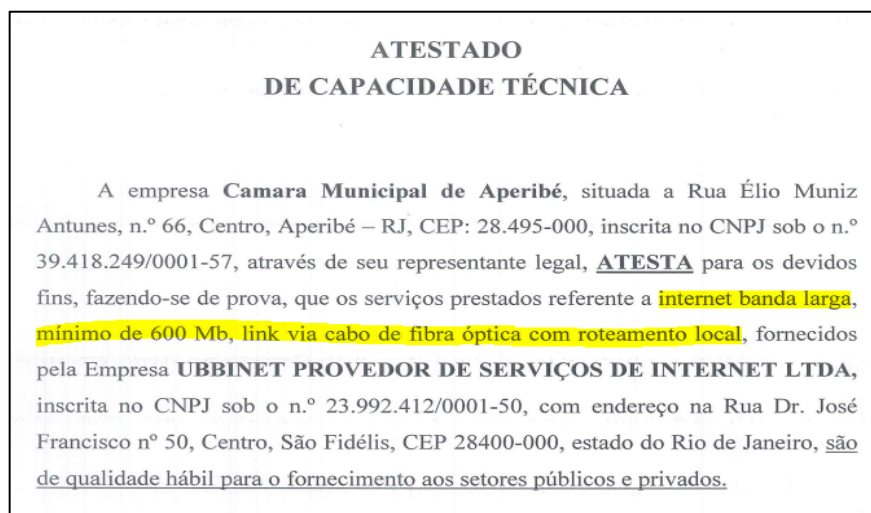 ATESTADO
DE CAPACIDADE TÉCNICA
A empresa Camara Municipal de Aperibé, situada a Rua Élio Muniz
Antunes, n.º 66, Centro, Aperibé – RJ, CEP: 28.495-000, inscrita no CNPJ sob o n.º
39.418.249/0001-57, através de seu representante legal, ATESTA para os devidos
fins, fazendo-se de prova, que os serviços prestados referente a internet banda larga,
mínimo de 600 Mb, link via cabo de fibra óptica com roteamento local, fornecidos
pela Empresa UBBINET PROVEDOR DE SERVIÇOS DE INTERNET LTDA,
inscrita no CNPJ sob o n.º 23.992.412/0001-50, com endereço na Rua Dr. José
Francisco nº 50, Centro, São Fidélis, CEP 28400-000, estado do Rio de Janeiro, são
de qualidade hábil para o fornecimento aos setores públicos e privados.